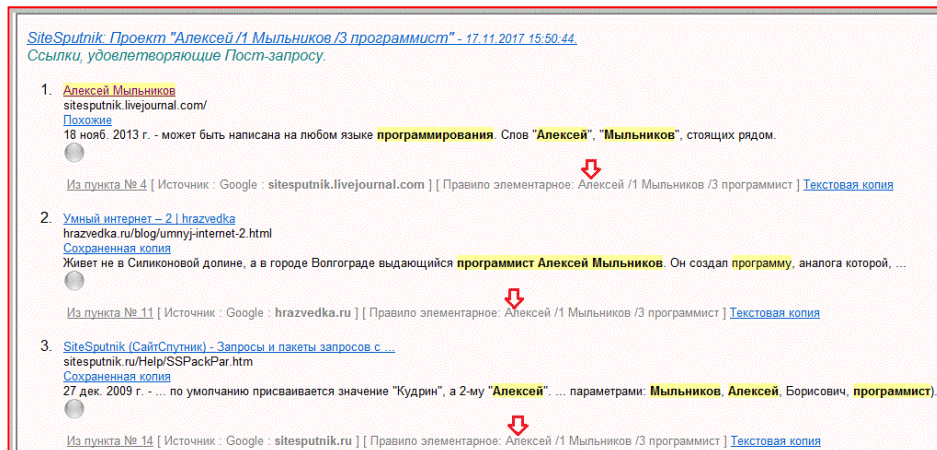 SiteSputnik: Проект "Алексей /1 Мыльников /3 программист" - 17.11.2017 15:50:44.
Ссылки, удовлетворяющие Пост-запросу.
1. Алексей Мыльников
sitesputnik.livejournal.com/
Похожие
18 нояб. 2013 г. - может быть написана на любом языке программирования. Слов "Алексей", "Мыльников", стоящих рядом.
Из пункта № 4 [ Источник : Google : sitesputnik.livejournal.com ] [ Правило элементарное: Алексей /1 Мыльников /3 программист ] Текстовая копия
2. Умный интернет – 2 | hrazvedka
hrazvedka.ru/blog/umnyj-internet-2.html
Сохраненная копия
Живет не в Силиконовой долине, а в городе Волгограде выдающийся программист Алексей Мыльников. Он создал программу, аналога которой, ...
Из пункта № 11 [ Источник : Google : hrazvedka.ru ] [ Правило элементарное: Алексей /1 Мыльников /3 программист ] Текстовая копия
3. SiteSputnik (СайтСпутник) - Запросы и пакеты запросов с ...
sitesputnik.ru/Help/SSPackPar.htm
Сохраненная копия
27 дек. 2009 г. - ... по умолчанию присваивается значение "Кудрин", а 2-му "Алексей". ... параметрами: Мыльников, Алексей, Борисович, программист).
Из пункта № 14 [ Источник : Google : sitesputnik.ru ] [ Правило элементарное: Алексей /1 Мыльников /3 программист ] Текстовая копия